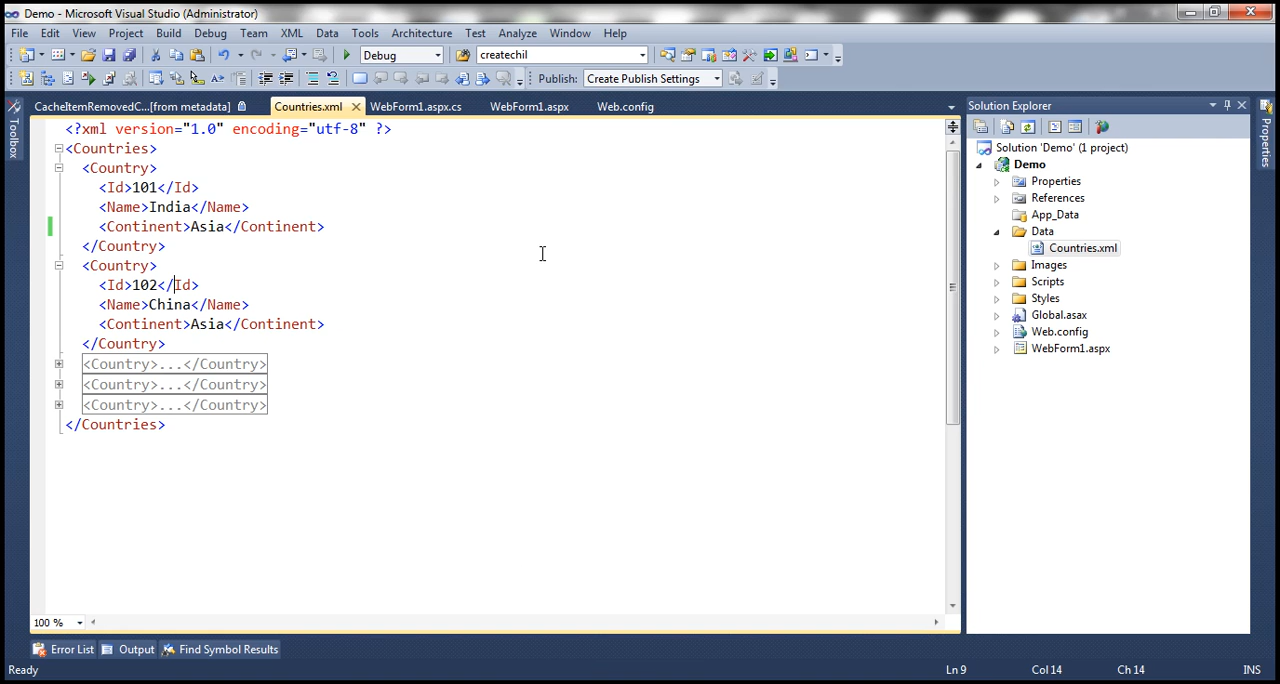 Demo - Microsoft Visual Studio (Administrator)
File Edit View Project Build Debug Team XML Data Tools Architecture Test Analyze Window Help
Debug createchil
Publish: Create Publish Settings
CacheItemRemovedC...[from metadata] Countries.xml WebForm1.aspx.cs WebForm1.aspx Web.config
Toolbox
<?xml version="1.0" encoding="utf-8" ?>
<Countries>
<Country>
<Id>101</Id>
<Name>India</Name>
<Continent>Asia</Continent>
</Country>
<Country>
<Id>102</Id>
<Name>China</Name>
<Continent>Asia</Continent>
</Country>
<Country>...</Country>
<Country>...</Country>
<Country>...</Country>
</Countries>
100 %
Solution Explorer
Solution 'Demo' (1 project)
Demo
Properties
References
App_Data
Data
Countries.xml
Images
Scripts
Styles
Global.asax
Web.config
WebForm1.aspx
Properties
Error List Output Find Symbol Results
Ready Ln 9 Col 14 Ch 14 INS